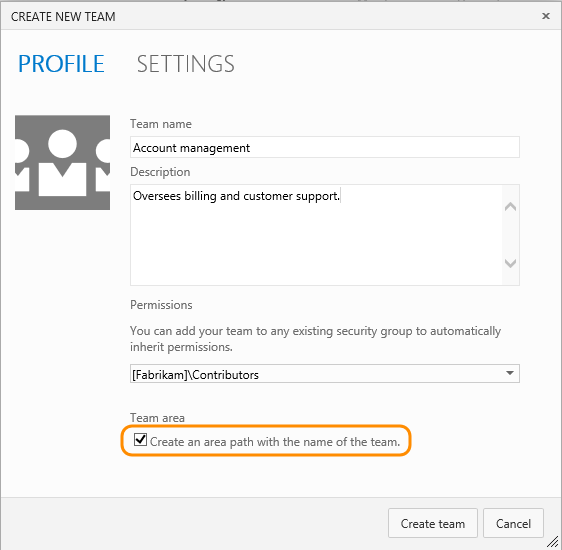 CREATE NEW TEAM
PROFILE SETTINGS
Team name
Account management
Description
Oversees billing and customer support.
Permissions
You can add your team to any existing security group to automatically
inherit permissions.
[Fabrikam]\Contributors
Team area
Create an area path with the name of the team.
Create team Cancel